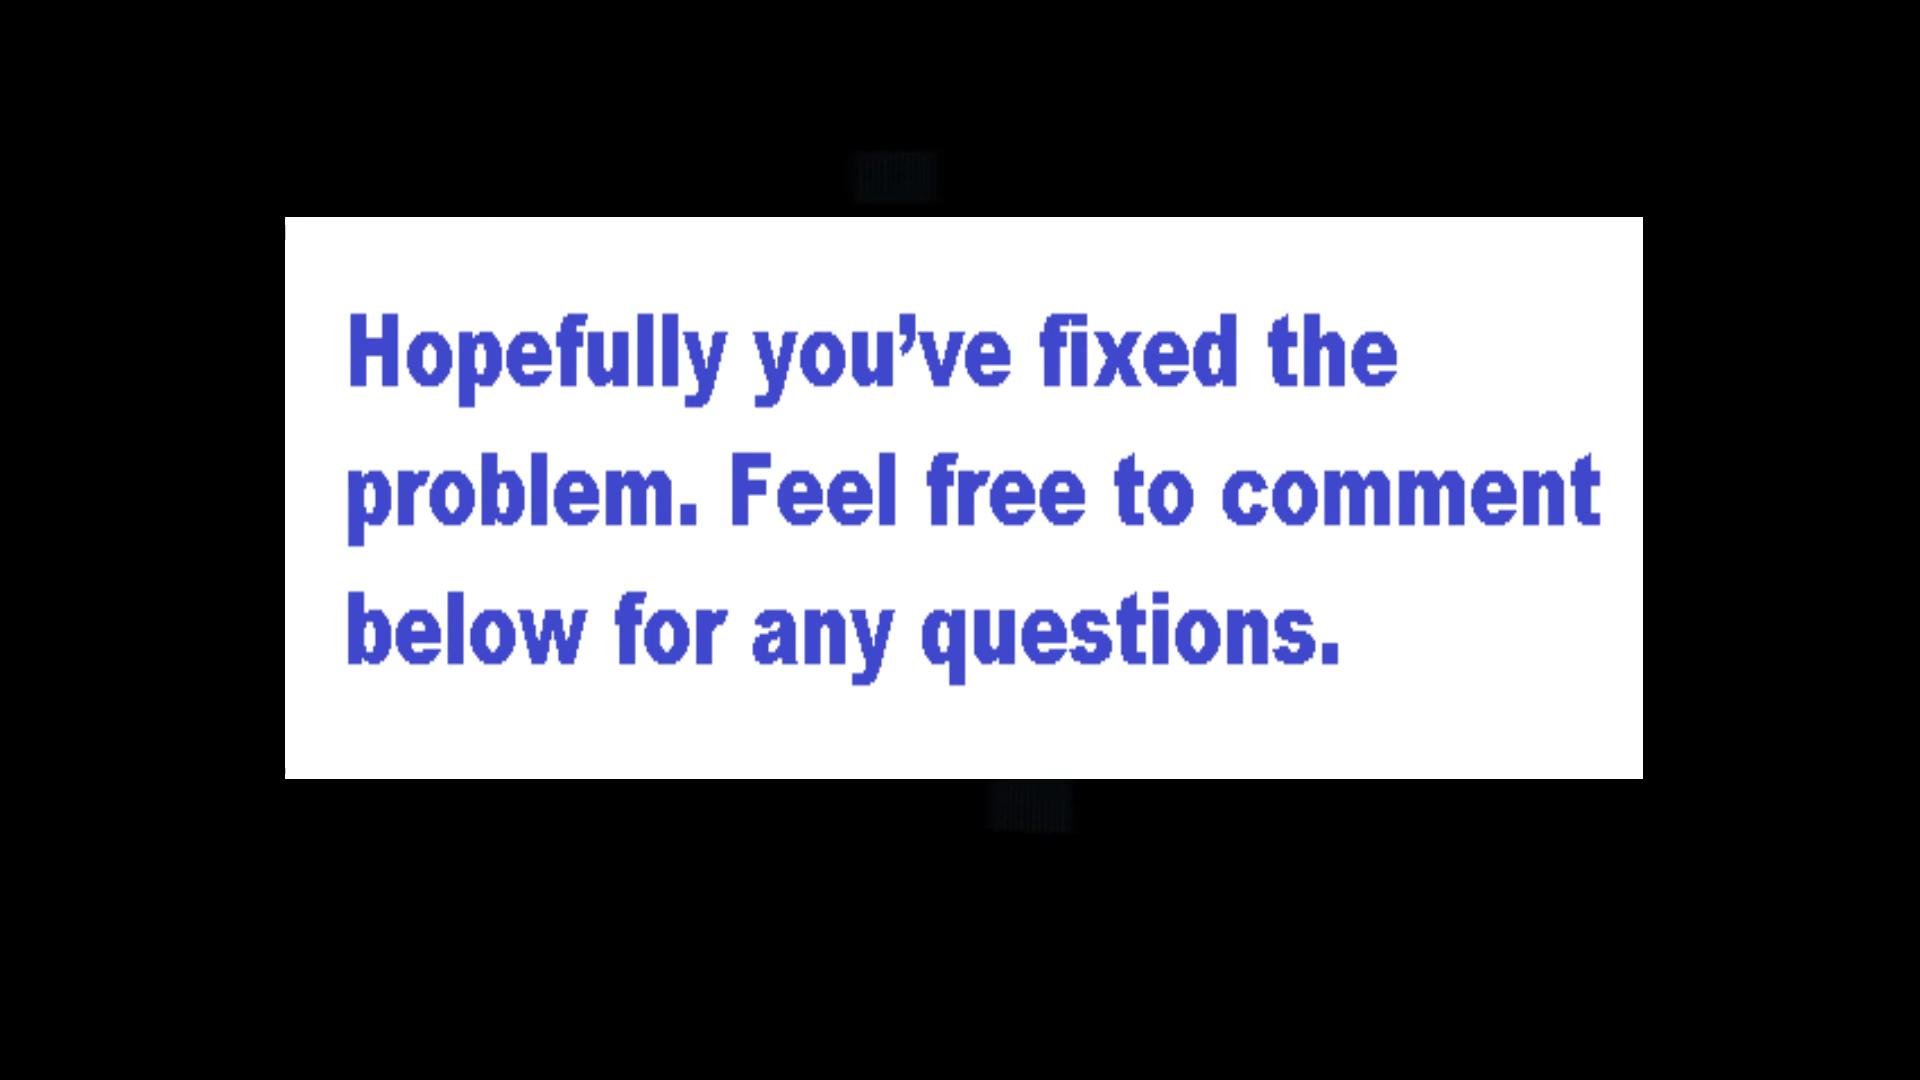 Hopefully you’ve fixed the
problem. Feel free to comment
below for any questions.